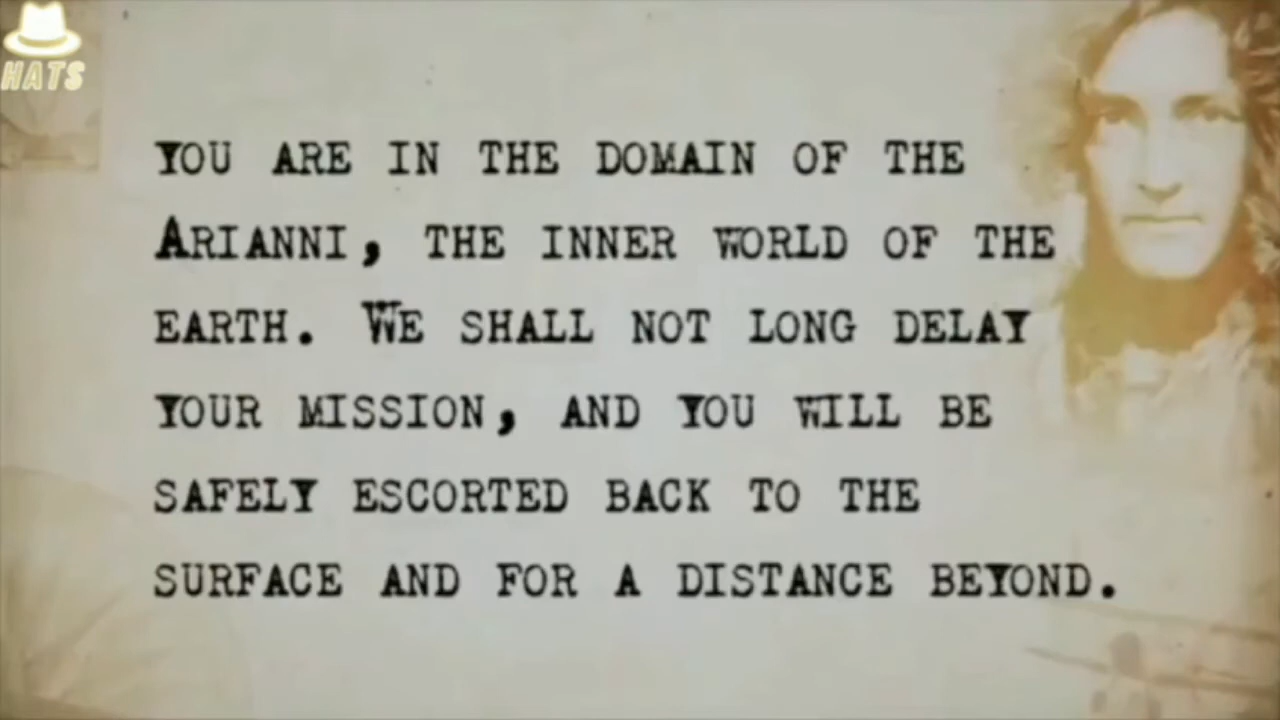 HATS
YOU ARE IN THE DOMAIN OF THE
ARIANNI, THE INNER WORLD OF THE
EARTH. WE SHALL NOT LONG DELAY
YOUR MISSION, AND YOU WILL BE
SAFELY ESCORTED BACK TO THE
SURFACE AND FOR A DISTANCE BEYOND.